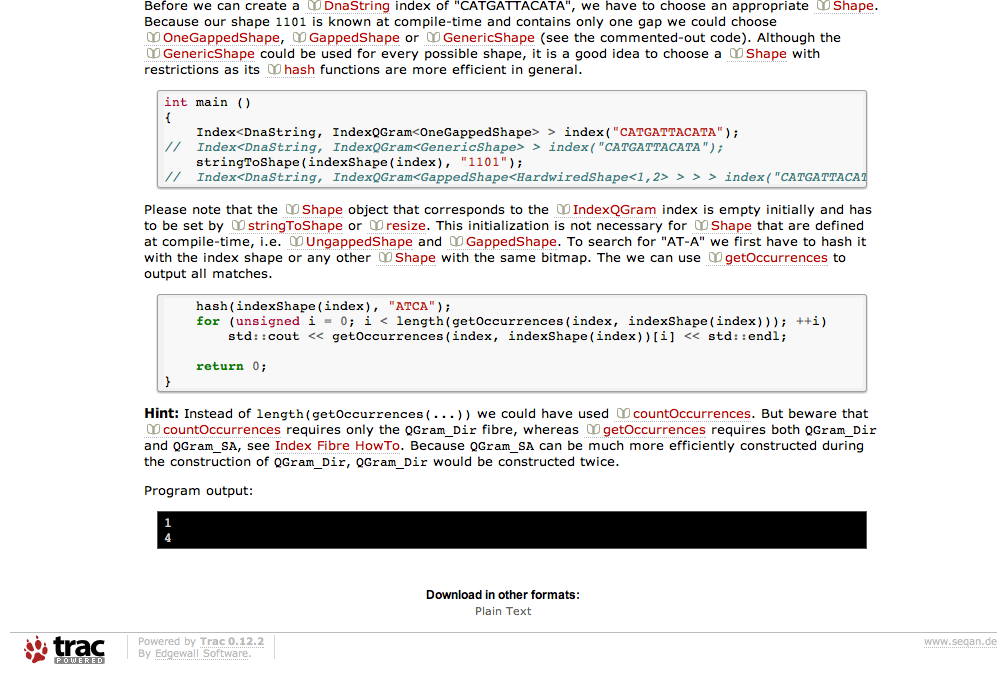 Before we can create a DnaString index of "CATGATTACATA", we have to choose an appropriate Shape.
Because our shape 1101 is known at compile-time and contains only one gap we could choose
OneGappedShape, GappedShape or GenericShape (see the commented-out code). Although the
GenericShape could be used for every possible shape, it is a good idea to choose a Shape with
restrictions as its hash functions are more efficient in general.
int main ()
{
    Index<DnaString, IndexQGram<OneGappedShape> > index("CATGATTACATA");
//  Index<DnaString, IndexQGram<GenericShape> > index("CATGATTACATA");
    stringToShape(indexShape(index), "1101");
//  Index<DnaString, IndexQGram<GappedShape<HardwiredShape<1,2> > > > index("CATGATTACAT
Please note that the Shape object that corresponds to the IndexQGram index is empty initially and has
to be set by stringToShape or resize. This initialization is not necessary for Shape that are defined
at compile-time, i.e. UngappedShape and GappedShape. To search for "AT-A" we first have to hash it
with the index shape or any other Shape with the same bitmap. The we can use getOccurrences to
output all matches.
    hash(indexShape(index), "ATCA");
    for (unsigned i = 0; i < length(getOccurrences(index, indexShape(index))); ++i)
        std::cout << getOccurrences(index, indexShape(index))[i] << std::endl;
    return 0;
}
Hint: Instead of length(getOccurrences(...)) we could have used countOccurrences. But beware that
countOccurrences requires only the QGram_Dir fibre, whereas getOccurrences requires both QGram_Dir
and QGram_SA, see Index Fibre HowTo. Because QGram_SA can be much more efficiently constructed during
the construction of QGram_Dir, QGram_Dir would be constructed twice.
Program output:
1
4
Download in other formats:
Plain Text
trac
POWERED
Powered by Trac 0.12.2
By Edgewall Software.
www.seqan.de